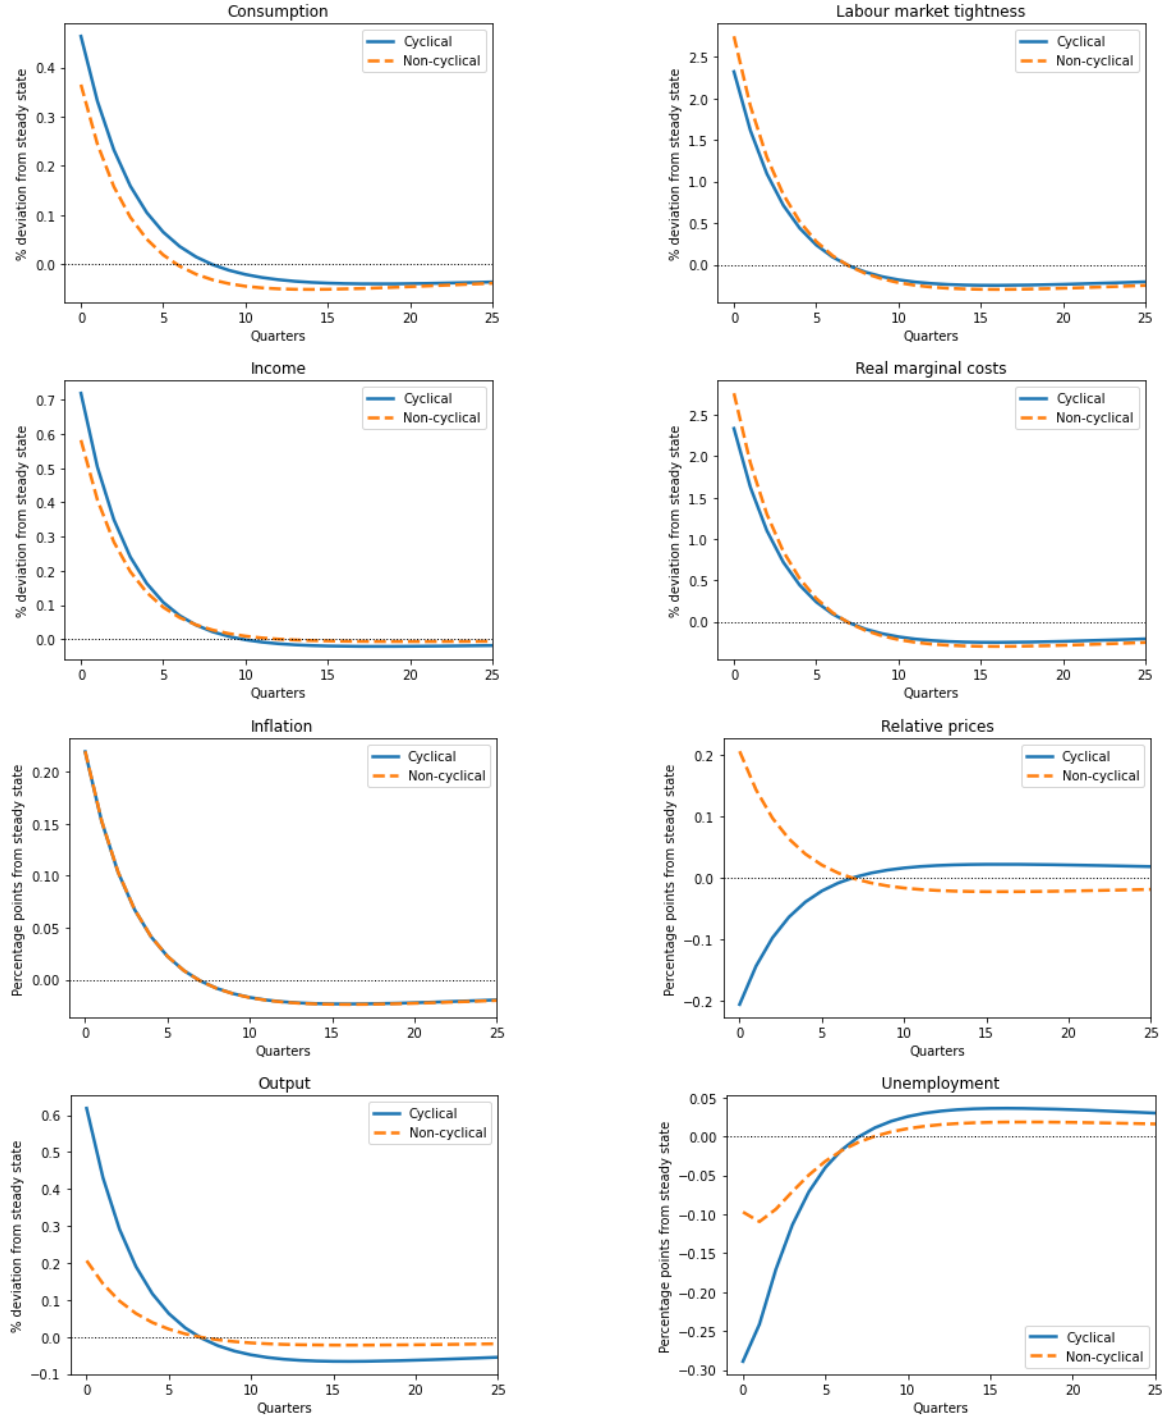 Consumption
% deviation from steady state
0.4
0.3
0.2
0.1
0.0
Cyclical
Non-cyclical
0 5 10 15 20 25
Quarters
Labour market tightness
% deviation from steady state
2.5
2.0
1.5
1.0
0.5
0.0
Cyclical
Non-cyclical
0 5 10 15 20 25
Quarters
Income
% deviation from steady state
0.7
0.6
0.5
0.4
0.3
0.2
0.1
0.0
Cyclical
Non-cyclical
0 5 10 15 20 25
Quarters
Real marginal costs
% deviation from steady state
2.5
2.0
1.5
1.0
0.5
0.0
Cyclical
Non-cyclical
0 5 10 15 20 25
Quarters
Inflation
Percentage points from steady state
0.20
0.15
0.10
0.05
0.00
Cyclical
Non-cyclical
0 5 10 15 20 25
Quarters
Relative prices
Percentage points from steady state
0.2
0.1
0.0
−0.1
−0.2
Cyclical
Non-cyclical
0 5 10 15 20 25
Quarters
Output
% deviation from steady state
0.6
0.5
0.4
0.3
0.2
0.1
0.0
−0.1
Cyclical
Non-cyclical
0 5 10 15 20 25
Quarters
Unemployment
Percentage points from steady state
0.05
0.00
−0.05
−0.10
−0.15
−0.20
−0.25
−0.30
Cyclical
Non-cyclical
0 5 10 15 20 25
Quarters